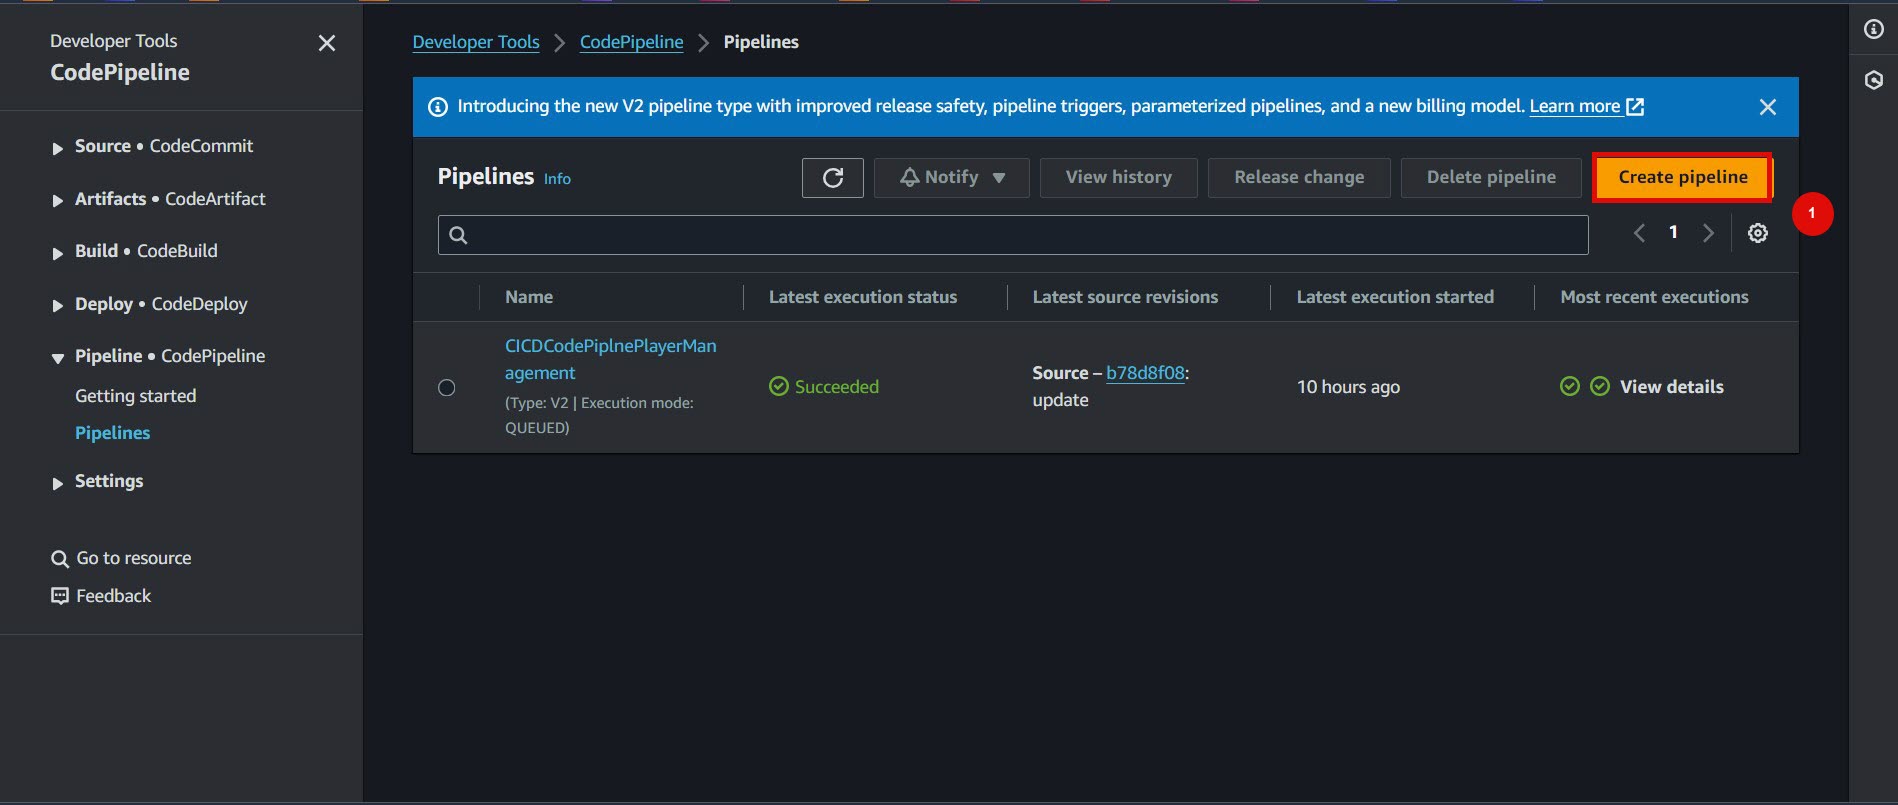 Developer Tools
CodePipeline
Source • CodeCommit
Artifacts • CodeArtifact
Build • CodeBuild
Deploy • CodeDeploy
Pipeline • CodePipeline
Getting started
Pipelines
Settings
Go to resource
Feedback
Developer Tools > CodePipeline > Pipelines
Introducing the new V2 pipeline type with improved release safety, pipeline triggers, parameterized pipelines, and a new billing model. Learn more
Pipelines Info
Notify
View history
Release change
Delete pipeline
Create pipeline
1
1
Name
Latest execution status
Latest source revisions
Latest execution started
Most recent executions
CICDCodePiplnePlayerMan
agement
(Type: V2 | Execution mode:
QUEUED)
Succeeded
Source – b78d8f08:
update
10 hours ago
View details